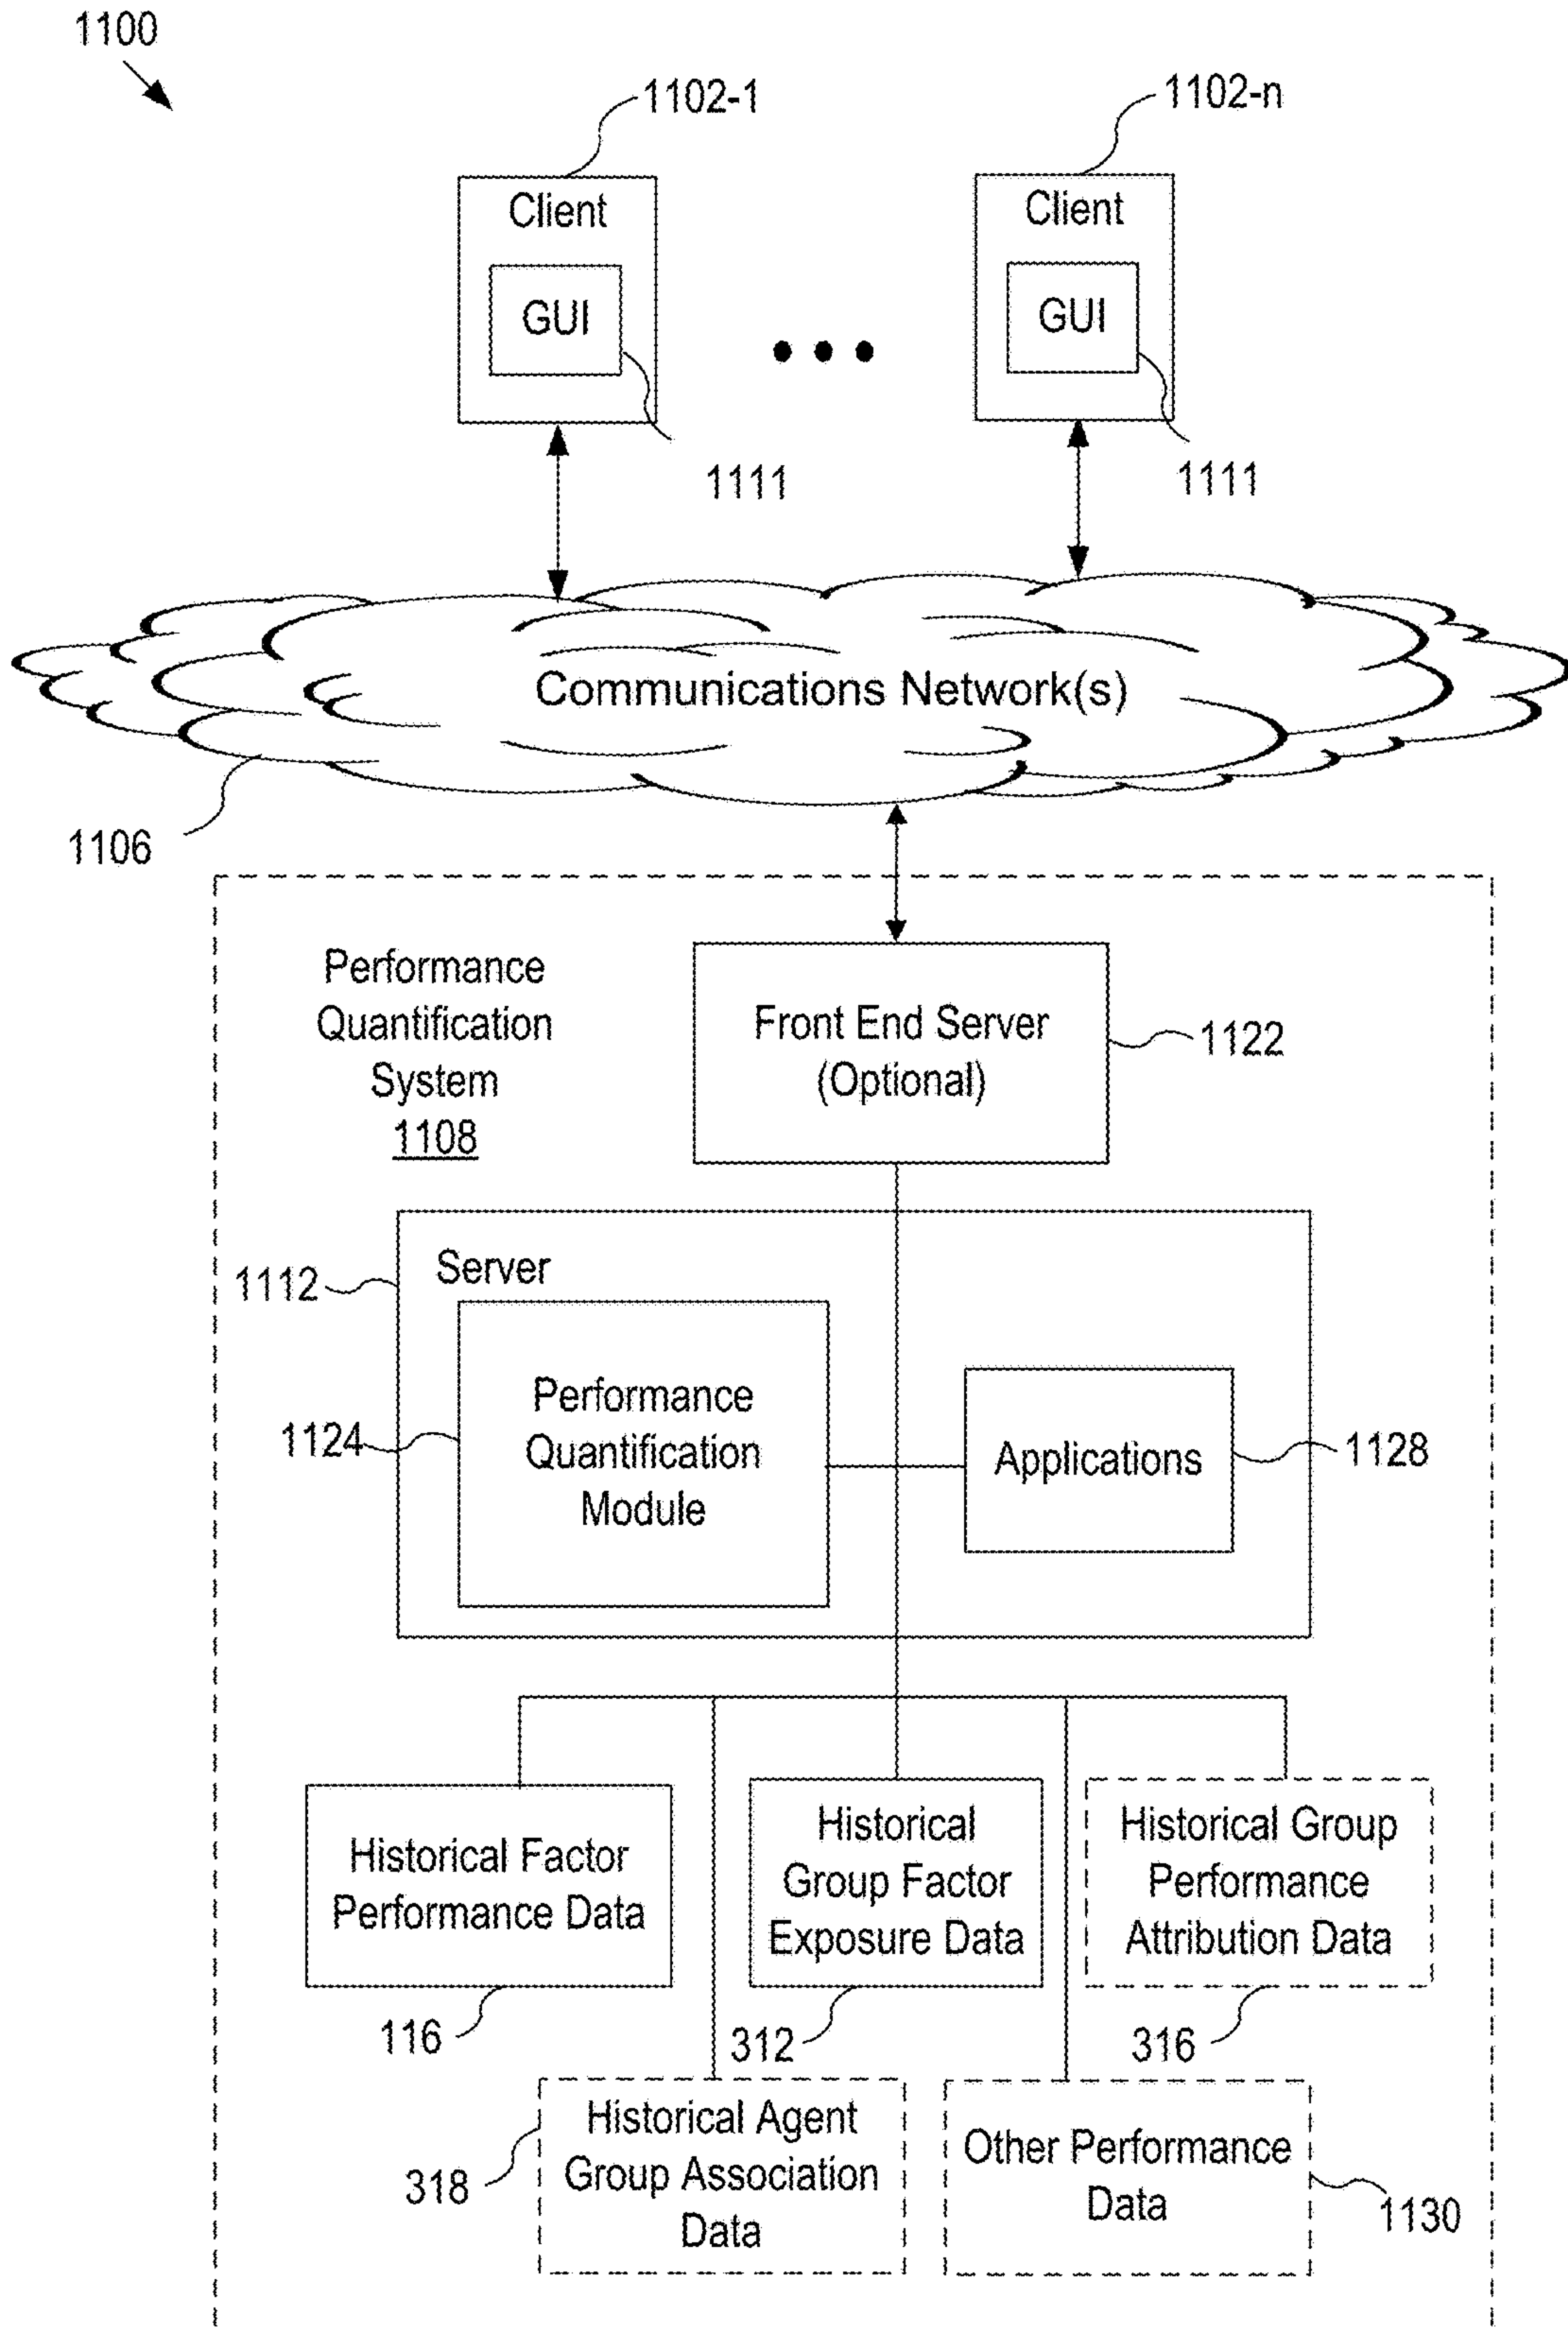 1100
1102-1
1102-n
Client
GUI
Client
GUI
1111
1111
Communications Network(s)
1106
Performance
Quantification
System
1108
Front End Server
(Optional)
1122
1112
Server
1124
Performance
Quantification
Module
Applications
1128
Historical Factor
Performance Data
116
Historical
Group Factor
Exposure Data
312
Historical Group
Performance
Attribution Data
316
318
Historical Agent
Group Association
Data
Other Performance
Data
1130